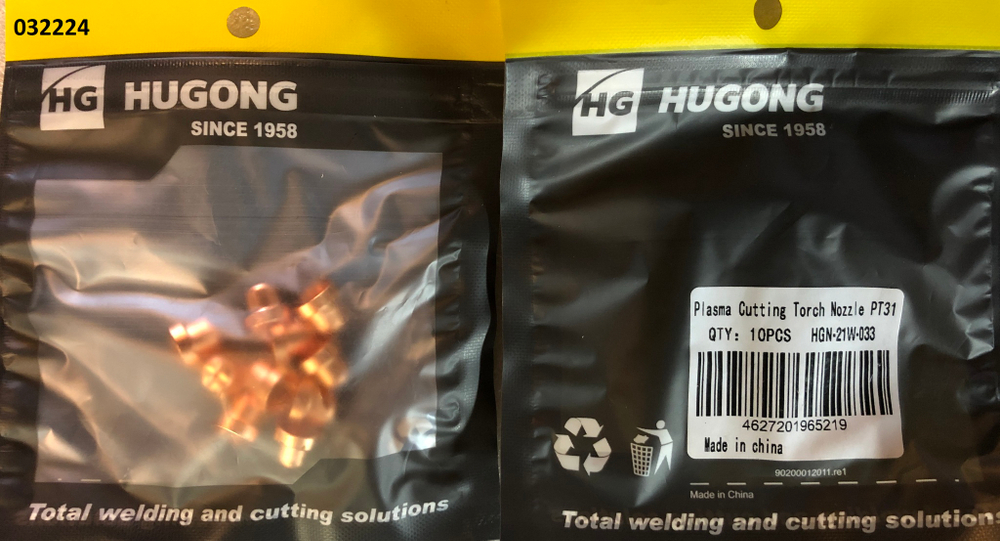 032224
HG HUGONG
SINCE 1958
Total welding and cutting solutions
HG HUGONG
SINCE 1958
Plasma Cutting Torch Nozzle PT31
QTY: 10PCS HGN-21W-033
4627201965219
Made in china
90200012011.re1
Made in China
Total welding and cutting solutions